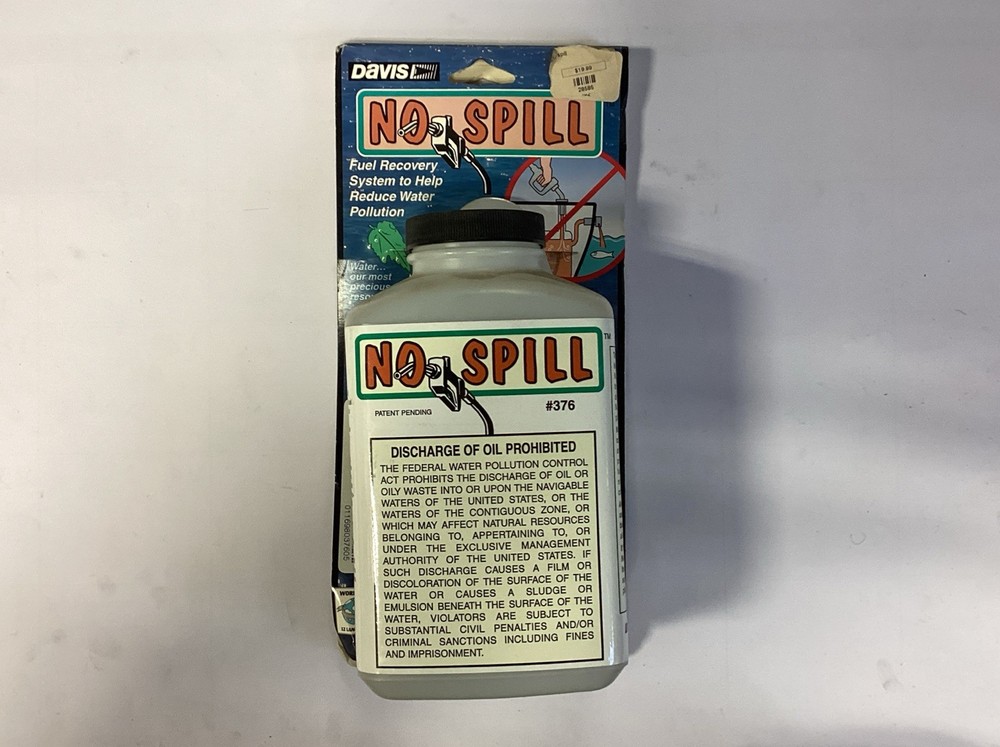 DAVIS
$19.99
28585
NO SPILL
Fuel Recovery
System to Help
Reduce Water
Pollution
Water...
our most
precious
NO SPILL
TM
PATENT PENDING
#376
DISCHARGE OF OIL PROHIBITED
THE FEDERAL WATER POLLUTION CONTROL
ACT PROHIBITS THE DISCHARGE OF OIL OR
OILY WASTE INTO OR UPON THE NAVIGABLE
WATERS OF THE UNITED STATES, OR THE
WATERS OF THE CONTIGUOUS ZONE, OR
WHICH MAY AFFECT NATURAL RESOURCES
BELONGING TO, APPERTAINING TO, OR
UNDER THE EXCLUSIVE MANAGEMENT
AUTHORITY OF THE UNITED STATES. IF
SUCH DISCHARGE CAUSES A FILM OR
DISCOLORATION OF THE SURFACE OF THE
WATER OR CAUSES A SLUDGE OR
EMULSION BENEATH THE SURFACE OF THE
WATER, VIOLATORS ARE SUBJECT TO
SUBSTANTIAL CIVIL PENALTIES AND/OR
CRIMINAL SANCTIONS INCLUDING FINES
AND IMPRISONMENT.